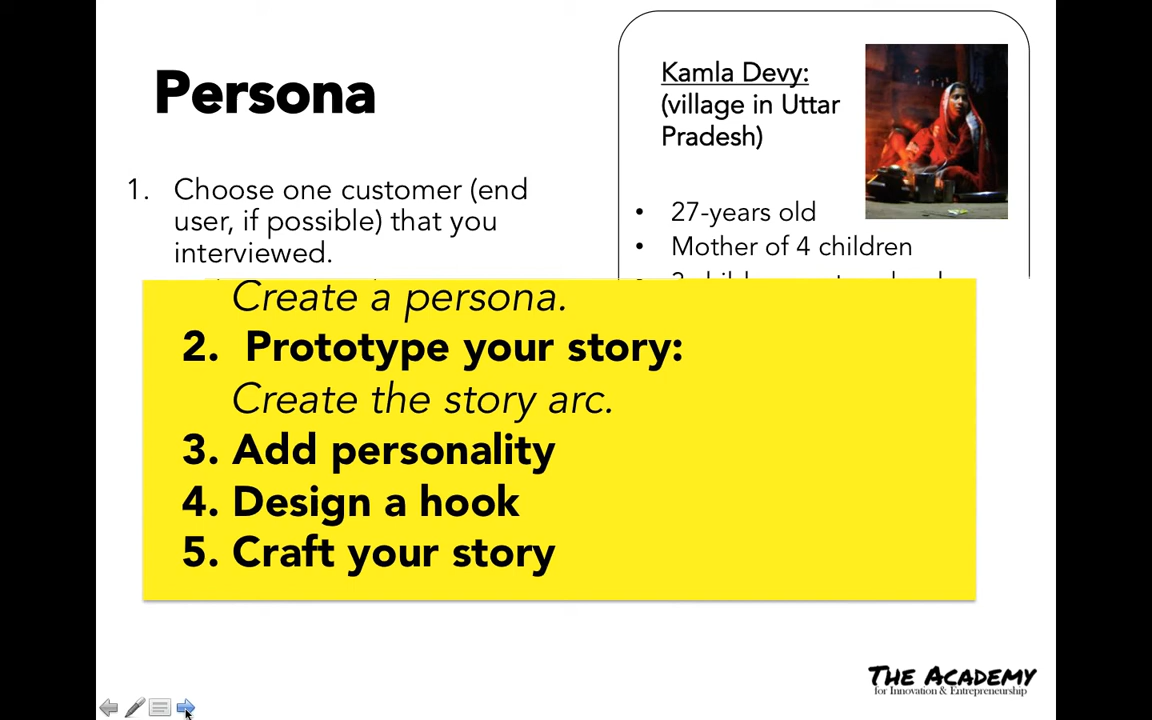 Persona
1. Choose one customer (end
user, if possible) that you
interviewed.
Kamla Devy:
(village in Uttar
Pradesh)
• 27-years old
• Mother of 4 children
Create a persona.
2. Prototype your story:
Create the story arc.
3. Add personality
4. Design a hook
5. Craft your story
The Academy
for Innovation & Entrepreneurship